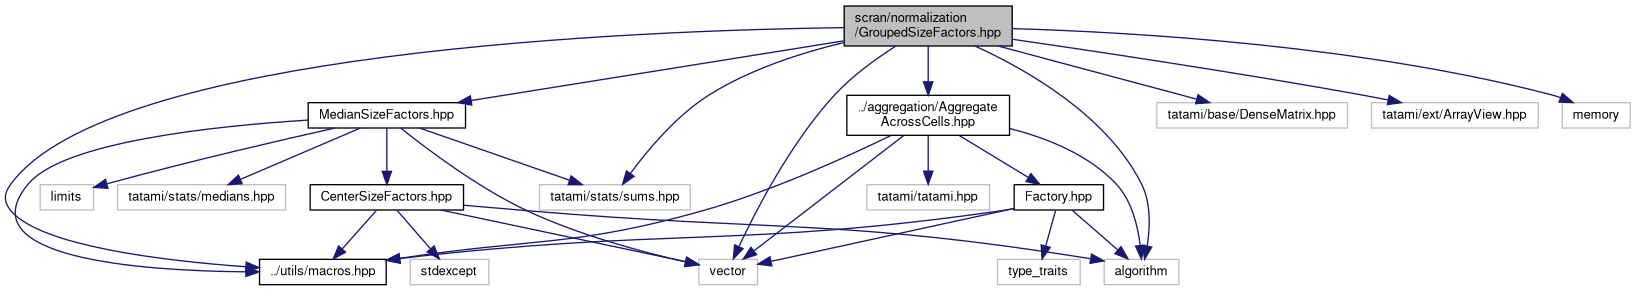 scran/normalization
/GroupedSizeFactors.hpp
MedianSizeFactors.hpp
../aggregation/Aggregate
AcrossCells.hpp
tatami/base/DenseMatrix.hpp
tatami/ext/ArrayView.hpp
memory
limits
tatami/stats/medians.hpp
CenterSizeFactors.hpp
tatami/stats/sums.hpp
tatami/tatami.hpp
Factory.hpp
../utils/macros.hpp
stdexcept
vector
type_traits
algorithm